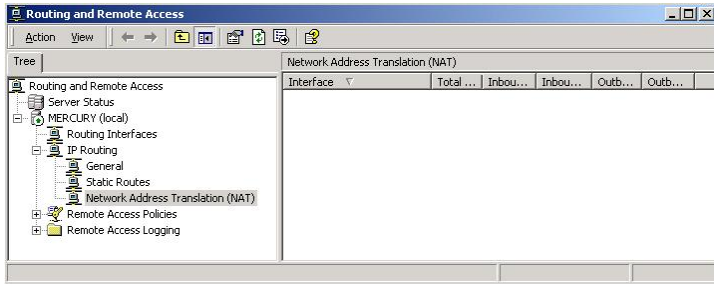 Routing and Remote Access
Action View
Tree
Network Address Translation (NAT)
Interface Total ... Inbou... Inbou... Outb... Outb...
Routing and Remote Access
Server Status
MERCURY (local)
Routing Interfaces
IP Routing
General
Static Routes
Network Address Translation (NAT)
Remote Access Policies
Remote Access Logging